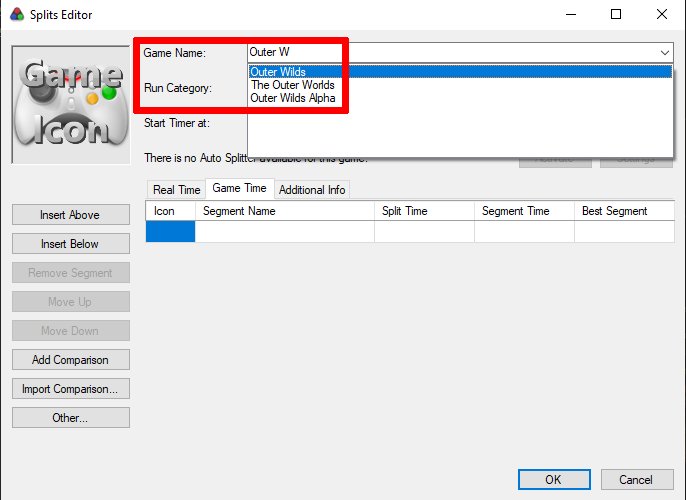 Splits Editor
Game Icon
Game Name:
Outer W
Outer Wilds
The Outer Worlds
Outer Wilds Alpha
Run Category:
Start Timer at:
There is no Auto Splitter available for this game.
Activate
Settings
Real Time
Game Time
Additional Info
Icon
Segment Name
Split Time
Segment Time
Best Segment
Insert Above
Insert Below
Remove Segment
Move Up
Move Down
Add Comparison
Import Comparison...
Other...
OK
Cancel